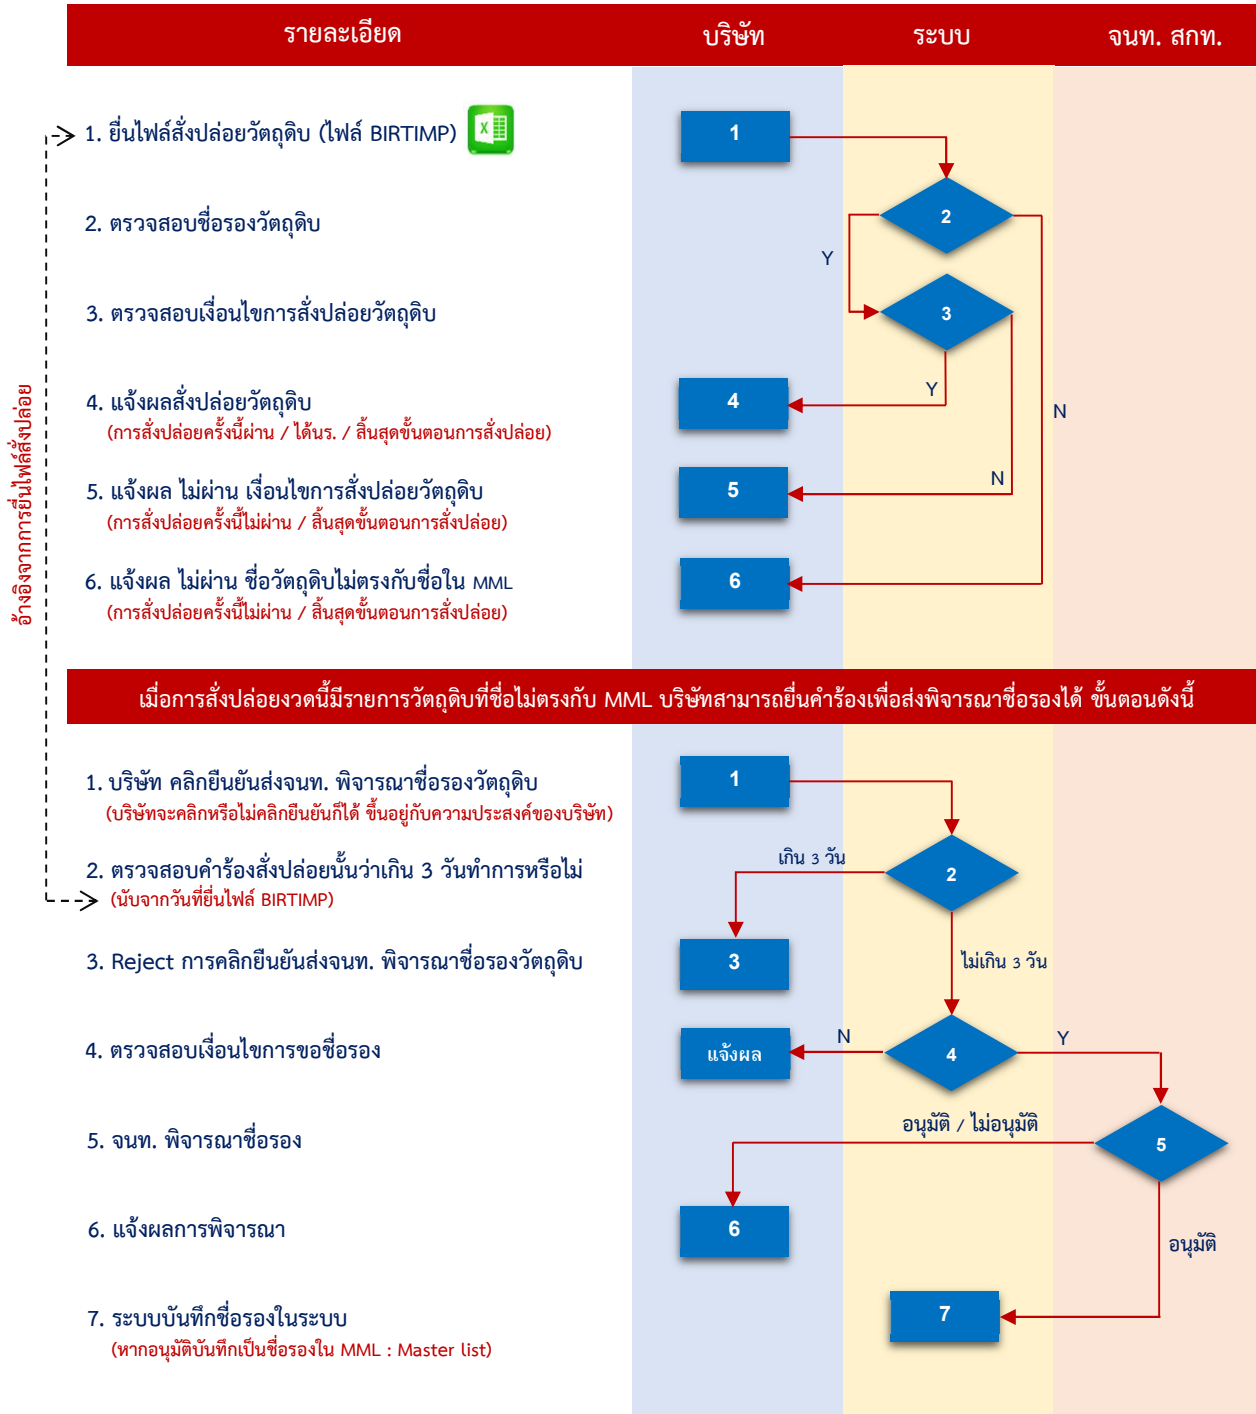 รายละเอียด บริษัท ระบบ จนท. สกท.
1. ยื่นไฟล์สั่งปล่อยวัตถุดิบ (ไฟล์ BIRTIMP)
1
2. ตรวจสอบชื่อรองวัตถุดิบ
2
Y
3. ตรวจสอบเงื่อนไขการสั่งปล่อยวัตถุดิบ
3
4. แจ้งผลสั่งปล่อยวัตถุดิบ
(การสั่งปล่อยครั้งนี้ผ่าน / ได้นร. / สิ้นสุดขั้นตอนการสั่งปล่อย)
4
Y
N
5. แจ้งผล ไม่ผ่าน เงื่อนไขการสั่งปล่อยวัตถุดิบ
(การสั่งปล่อยครั้งนี้ไม่ผ่าน / สิ้นสุดขั้นตอนการสั่งปล่อย)
5
N
6. แจ้งผล ไม่ผ่าน ชื่อวัตถุดิบไม่ตรงกับชื่อใน MML
(การสั่งปล่อยครั้งนี้ไม่ผ่าน / สิ้นสุดขั้นตอนการสั่งปล่อย)
6
อ้างอิงจากการยื่นไฟล์สั่งปล่อย
เมื่อการสั่งปล่อยงวดนี้มีรายการวัตถุดิบที่ชื่อไม่ตรงกับ MML บริษัทสามารถยื่นคำร้องเพื่อส่งพิจารณาชื่อรองได้ ขั้นตอนดังนี้
1. บริษัท คลิกยืนยันส่งจนท. พิจารณาชื่อรองวัตถุดิบ
(บริษัทจะคลิกหรือไม่คลิกยืนยันก็ได้ ขึ้นอยู่กับความประสงค์ของบริษัท)
1
2. ตรวจสอบคำร้องสั่งปล่อยนั้นว่าเกิน 3 วันทำการหรือไม่
(นับจากวันที่ยื่นไฟล์ BIRTIMP)
เกิน 3 วัน
2
3. Reject การคลิกยืนยันส่งจนท. พิจารณาชื่อรองวัตถุดิบ
3
ไม่เกิน 3 วัน
4. ตรวจสอบเงื่อนไขการขอชื่อรอง
แจ้งผล
N
4
Y
5. จนท. พิจารณาชื่อรอง
อนุมัติ / ไม่อนุมัติ
5
6. แจ้งผลการพิจารณา
6
อนุมัติ
7. ระบบบันทึกชื่อรองในระบบ
(หากอนุมัติบันทึกเป็นชื่อรองใน MML : Master list)
7